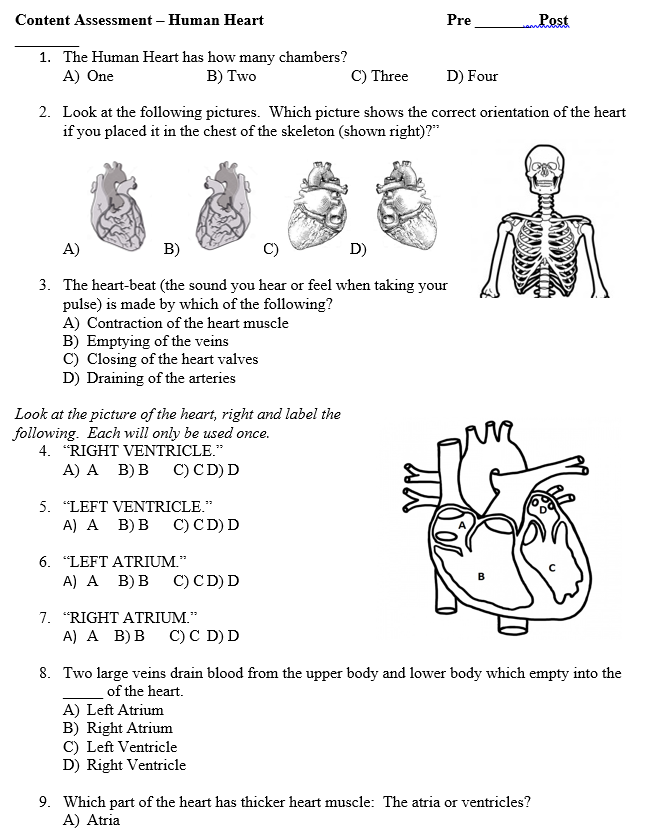 Content Assessment – Human Heart Pre ______ Post
________
1. The Human Heart has how many chambers?
A) One B) Two C) Three D) Four
2. Look at the following pictures. Which picture shows the correct orientation of the heart
if you placed it in the chest of the skeleton (shown right)?”
A) B) C) D)
3. The heart-beat (the sound you hear or feel when taking your
pulse) is made by which of the following?
A) Contraction of the heart muscle
B) Emptying of the veins
C) Closing of the heart valves
D) Draining of the arteries
Look at the picture of the heart, right and label the
following. Each will only be used once.
4. “RIGHT VENTRICLE.”
A) A B) B C) C D) D
5. “LEFT VENTRICLE.”
A) A B) B C) C D) D
6. “LEFT ATRIUM.”
A) A B) B C) C D) D
7. “RIGHT ATRIUM.”
A) A B) B C) C D) D
A
D
B
C
8. Two large veins drain blood from the upper body and lower body which empty into the
_____ of the heart.
A) Left Atrium
B) Right Atrium
C) Left Ventricle
D) Right Ventricle
9. Which part of the heart has thicker heart muscle: The atria or ventricles?
A) Atria